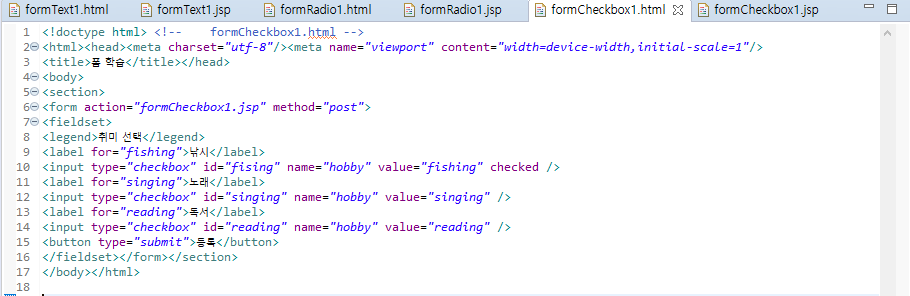 formText1.html formText1.jsp formRadio1.html formRadio1.jsp formCheckbox1.html formCheckbox1.jsp
1 <!doctype html> <!-- formCheckbox1.html -->
2 <html><head><meta charset="utf-8"/><meta name="viewport" content="width=device-width,initial-scale=1"/>
3 <title>폼 학습</title></head>
4 <body>
5 <section>
6 <form action="formCheckbox1.jsp" method="post">
7 <fieldset>
8 <legend>취미 선택</legend>
9 <label for="fishing">낚시</label>
10 <input type="checkbox" id="fising" name="hobby" value="fishing" checked />
11 <label for="singing">노래</label>
12 <input type="checkbox" id="singing" name="hobby" value="singing" />
13 <label for="reading">독서</label>
14 <input type="checkbox" id="reading" name="hobby" value="reading" />
15 <button type="submit">등록</button>
16 </fieldset></form></section>
17 </body></html>
18